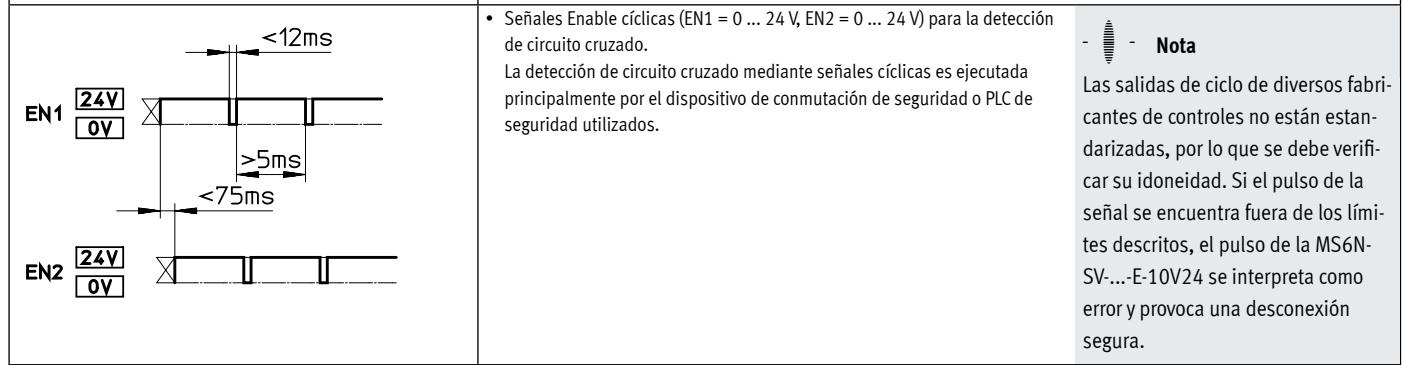 <12ms
EN1
24V
0V
>5ms
<75ms
EN2
24V
0V
• Señales Enable cíclicas (EN1 = 0 ... 24 V, EN2 = 0 ... 24 V) para la detección
de circuito cruzado.
La detección de circuito cruzado mediante señales cíclicas es ejecutada
principalmente por el dispositivo de conmutación de seguridad o PLC de
seguridad utilizados.
Nota
Las salidas de ciclo de diversos fabri-
cantes de controles no están estan-
darizadas, por lo que se debe verifi-
car su idoneidad. Si el pulso de la
señal se encuentra fuera de los lími-
tes descritos, el pulso de la MS6N-
SV-...-E-10V24 se interpreta como
error y provoca una desconexión
segura.